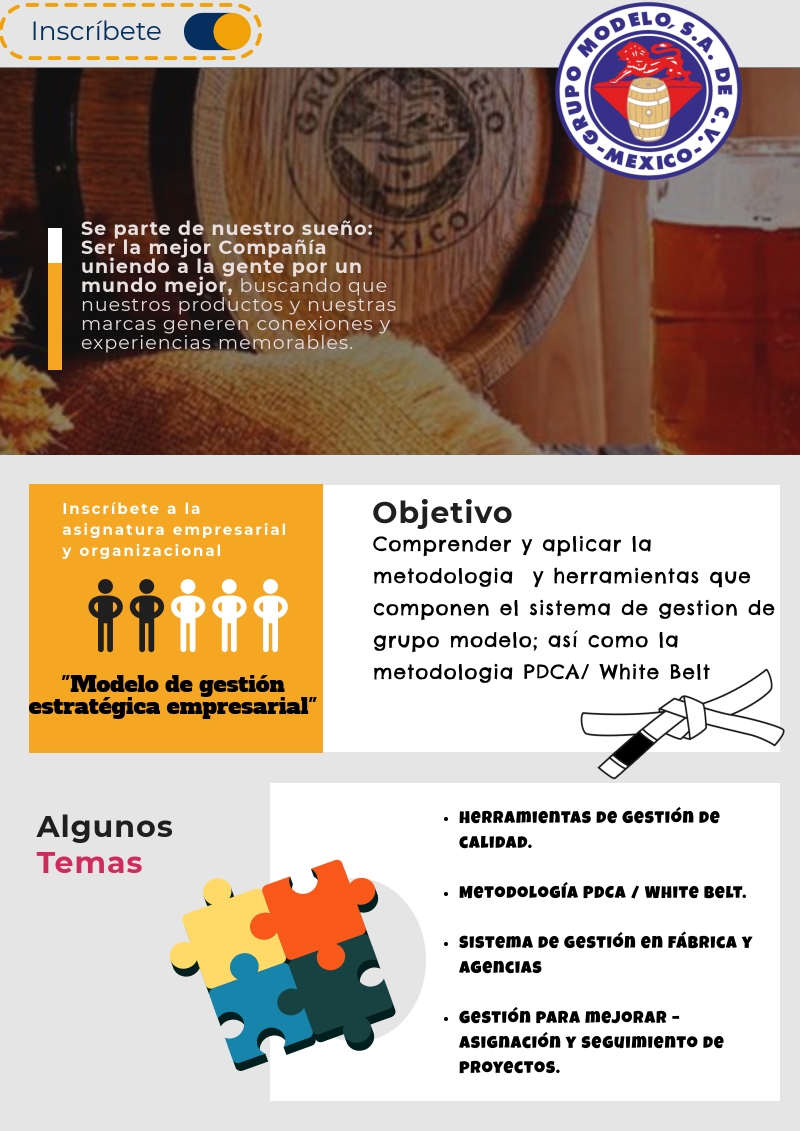 Inscríbete
GRUPO MODELO, S.A. DE C.V.
-MEXICO-
Se parte de nuestro sueño:
Ser la mejor Compañía
uniendo a la gente por un
mundo mejor, buscando que
nuestros productos y nuestras
marcas generen conexiones y
experiencias memorables.
Inscríbete a la
asignatura empresarial
y organizacional
"Modelo de gestión
estratégica empresarial"
Objetivo
Comprender y aplicar la
metodologia y herramientas que
componen el sistema de gestion de
grupo modelo; así como la
metodologia PDCA/ White Belt
Algunos
Temas
• Herramientas de gestión de
calidad.
• Metodología PDCA / White Belt.
• Sistema de gestión en fábrica y
agencias
• Gestión para mejorar -
asignación y seguimiento de
proyectos.